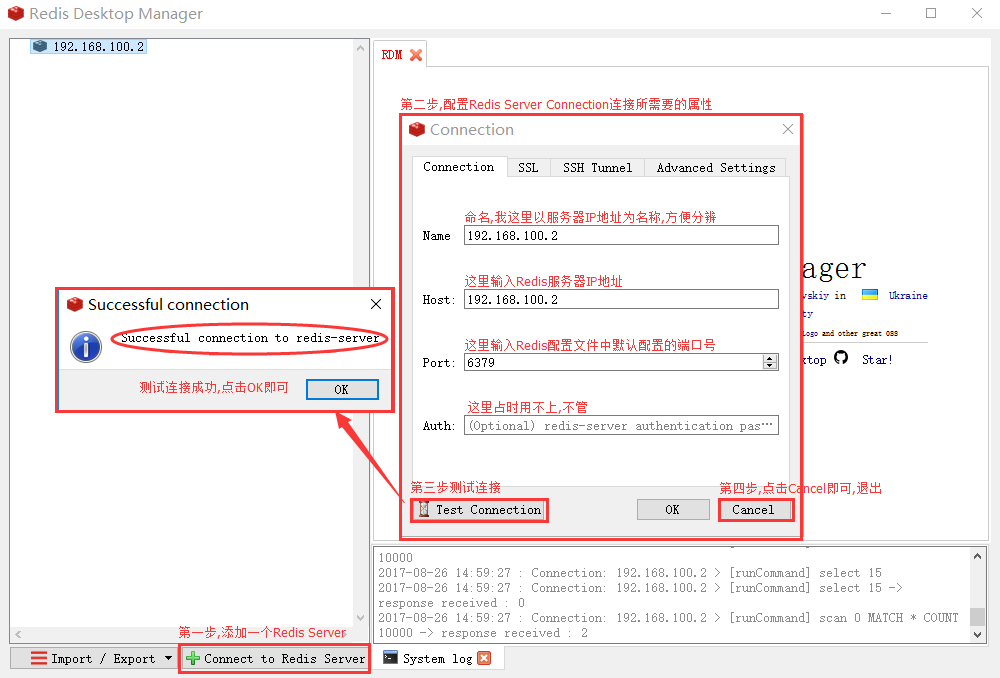 Redis Desktop Manager
192.168.100.2
RDM
第二步,配置Redis Server Connection连接所需要的属性
Connection
Connection SSL SSH Tunnel Advanced Settings
命名,我这里以服务器IP地址为名称,方便分辨
Name 192.168.100.2
这里输入Redis服务器IP地址
Host: 192.168.100.2
这里输入Redis配置文件中默认配置的端口号
Port: 6379
这里占时用不上,不管
Auth: (Optional) redis-server authentication pas…
第三步测试连接
第四步,点击Cancel即可,退出
Test Connection OK Cancel
ager
vskiy in Ukraine
ty
Logo and other great OSS
top Star!
Successful connection
Successful connection to redis-server
测试连接成功,点击OK即可
OK
10000
2017-08-26 14:59:27 : Connection: 192.168.100.2 > [runCommand] select 15
2017-08-26 14:59:27 : Connection: 192.168.100.2 > [runCommand] select 15 ->
response received : 0
2017-08-26 14:59:27 : Connection: 192.168.100.2 > [runCommand] scan 0 MATCH * COUNT
10000 -> response received : 2
第一步,添加一个Redis Server
Import / Export Connect to Redis Server System log